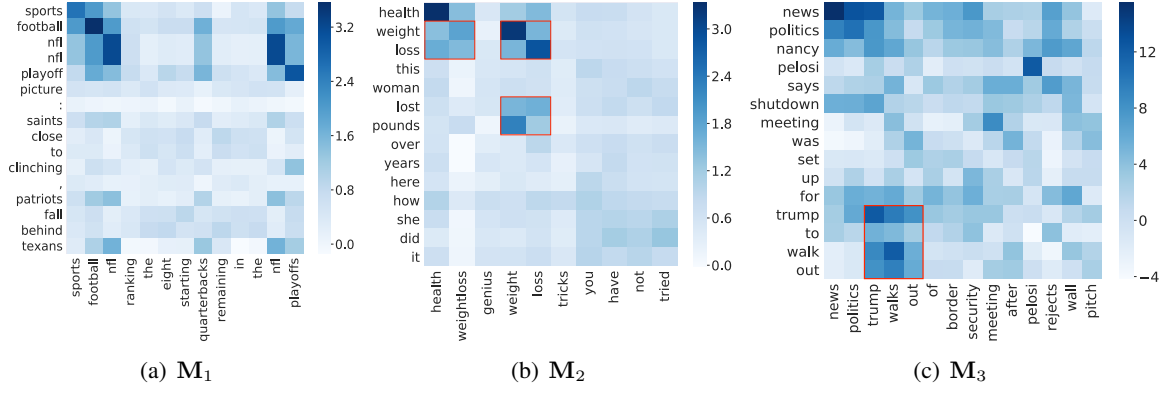 sports
football
nfl
nfl
playoff
picture
:
saints
close
to
clinching
,
patriots
fall
behind
texans
sports
football
nfl
ranking
the
eight
starting
quarterbacks
remaining
in
the
nfl
playoffs
3.6
2.4
1.6
0.8
0.0
(a) M1
health
weight
loss
this
woman
lost
pounds
over
years
here
how
she
did
it
health
weightloss
genius
weight
loss
tricks
you
have
not
tried
3.2
2.4
1.6
0.8
0.0
(b) M2
news
politics
nancy
pelosi
says
shutdown
meeting
was
set
up
for
trump
to
walk
out
news
politics
trump
walks
out
of
border
security
meeting
after
pelosi
rejects
wall
pitch
12
8
4
0
−4
(c) M3